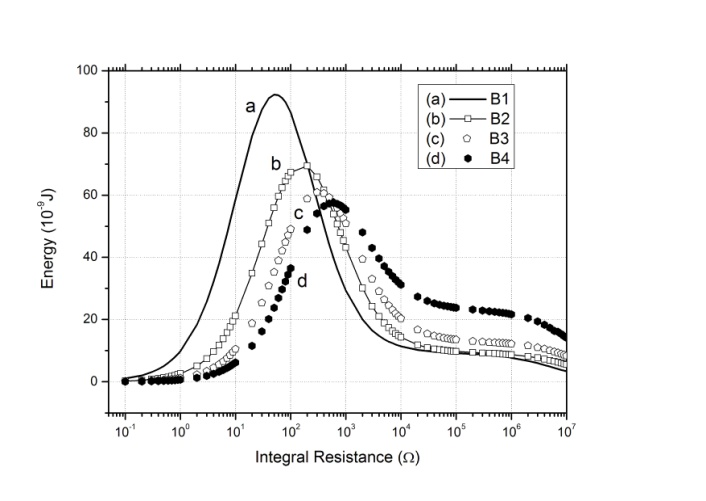 100
80
60
40
20
0
Energy (10⁻⁹J)
a
b
c
d
(a) B1
(b) B2
(c) B3
(d) B4
10⁻¹ 10⁰ 10¹ 10² 10³ 10⁴ 10⁵ 10⁶ 10⁷
Integral Resistance (Ω)